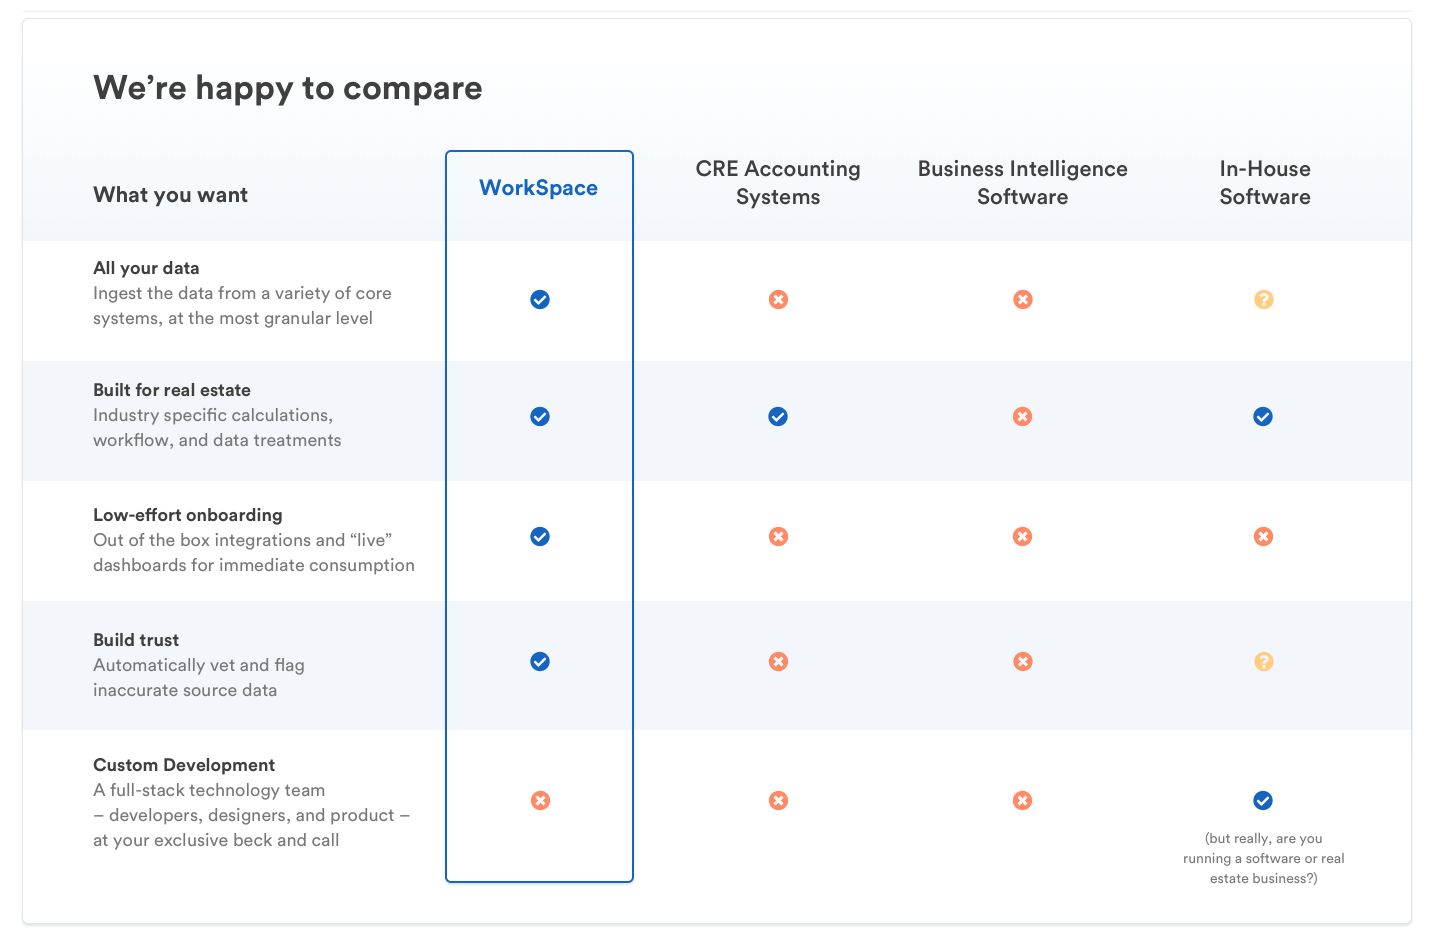 We’re happy to compare
What you want
WorkSpace
CRE Accounting
Systems
Business Intelligence
Software
In-House
Software
All your data
Ingest the data from a variety of core
systems, at the most granular level
Built for real estate
Industry specific calculations,
workflow, and data treatments
Low-effort onboarding
Out of the box integrations and “live”
dashboards for immediate consumption
Build trust
Automatically vet and flag
inaccurate source data
Custom Development
A full-stack technology team
– developers, designers, and product –
at your exclusive beck and call
(but really, are you
running a software or real
estate business?)